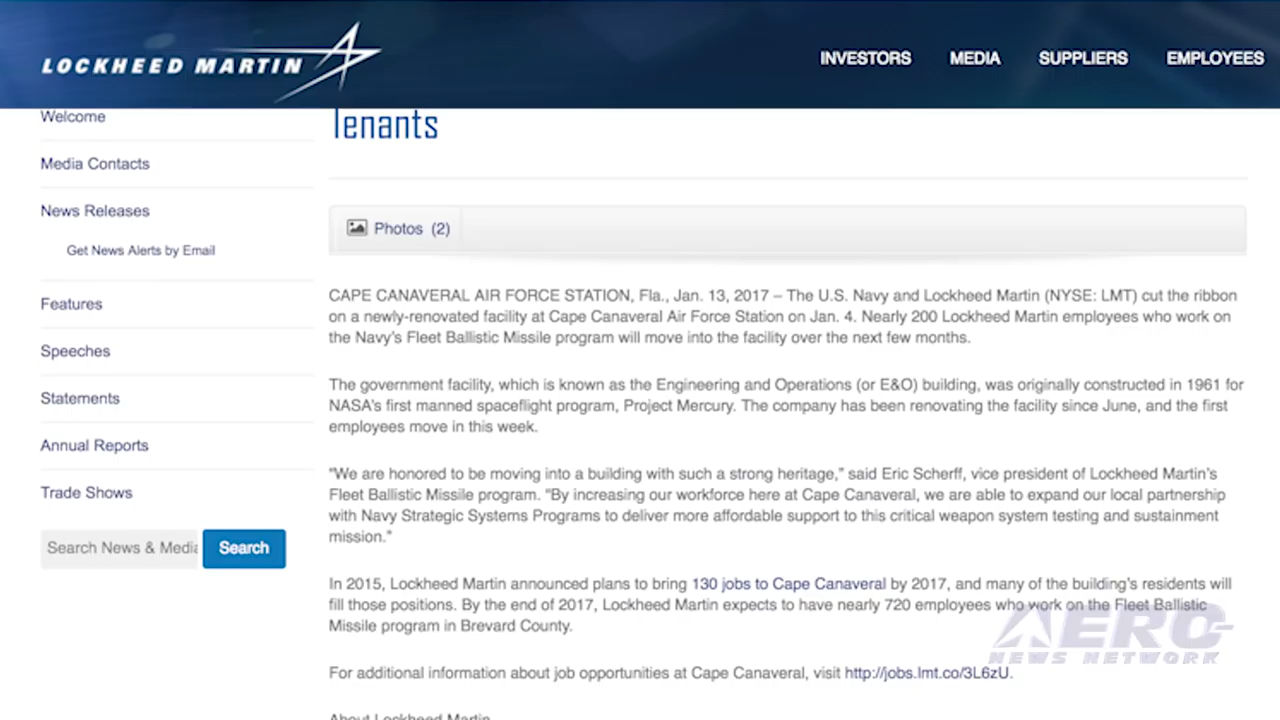 LOCKHEED MARTIN
INVESTORS
MEDIA
SUPPLIERS
EMPLOYEES
Welcome
Media Contacts
News Releases
Get News Alerts by Email
Features
Speeches
Statements
Annual Reports
Trade Shows
Search News & Media
Search
Tenants
Photos (2)
CAPE CANAVERAL AIR FORCE STATION, Fla., Jan. 13, 2017 – The U.S. Navy and Lockheed Martin (NYSE: LMT) cut the ribbon
on a newly-renovated facility at Cape Canaveral Air Force Station on Jan. 4. Nearly 200 Lockheed Martin employees who work on
the Navy’s Fleet Ballistic Missile program will move into the facility over the next few months.
The government facility, which is known as the Engineering and Operations (or E&O) building, was originally constructed in 1961 for
NASA’s first manned spaceflight program, Project Mercury. The company has been renovating the facility since June, and the first
employees move in this week.
“We are honored to be moving into a building with such a strong heritage,” said Eric Scherff, vice president of Lockheed Martin’s
Fleet Ballistic Missile program. “By increasing our workforce here at Cape Canaveral, we are able to expand our local partnership
with Navy Strategic Systems Programs to deliver more affordable support to this critical weapon system testing and sustainment
mission.”
In 2015, Lockheed Martin announced plans to bring 130 jobs to Cape Canaveral by 2017, and many of the building’s residents will
fill those positions. By the end of 2017, Lockheed Martin expects to have nearly 720 employees who work on the Fleet Ballistic
Missile program in Brevard County.
For additional information about job opportunities at Cape Canaveral, visit http://jobs.lmt.co/3L6zU.
About Lockheed Martin
AERO
NEWS NETWORK